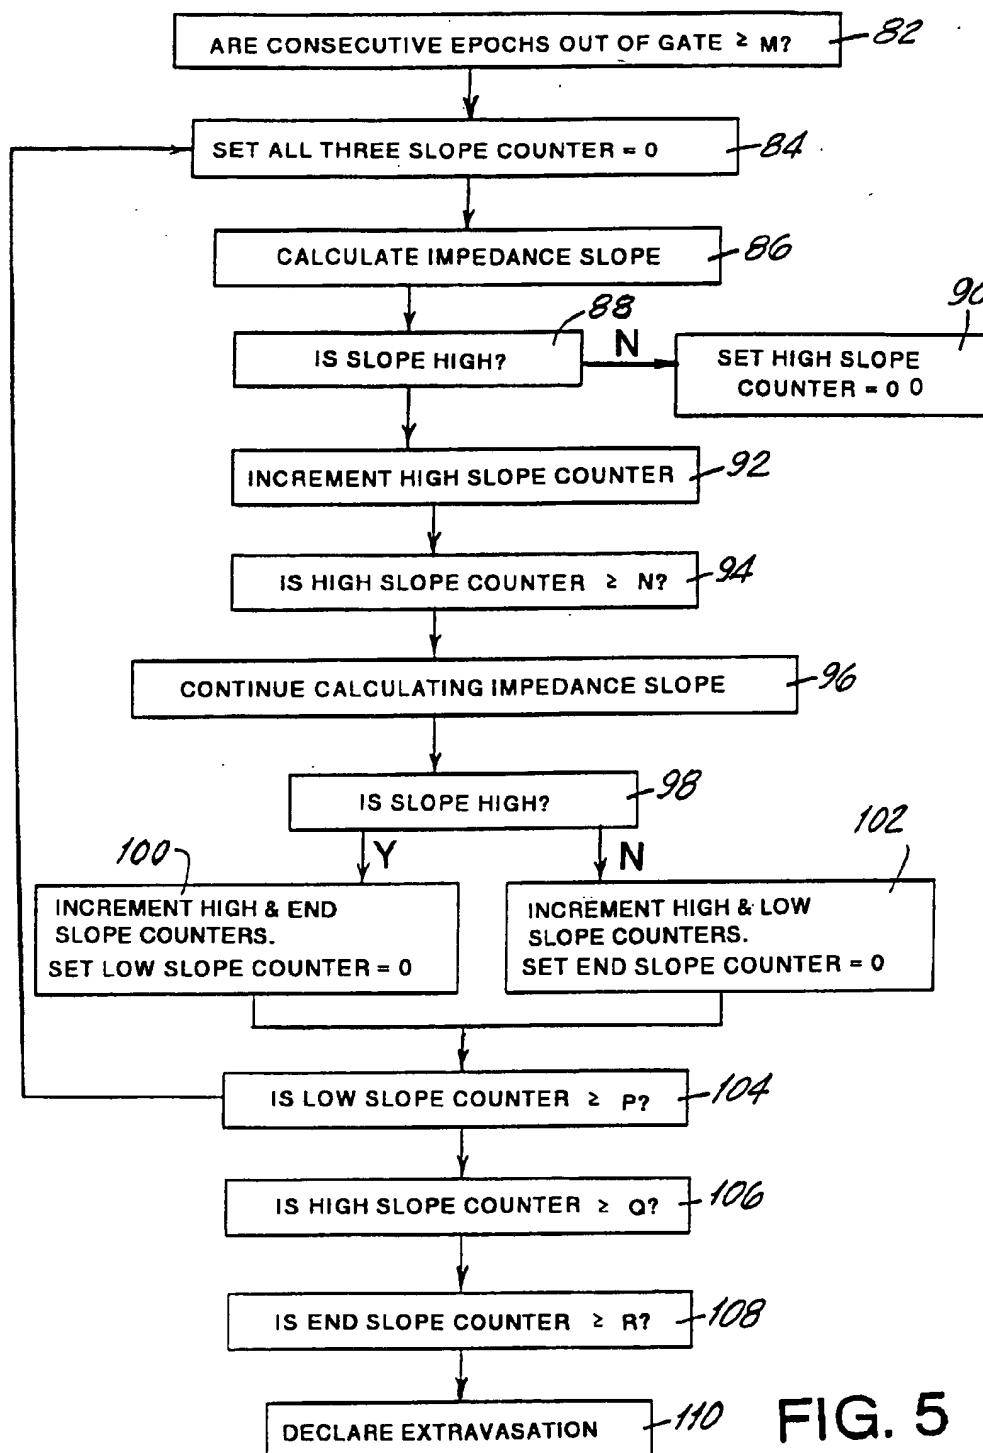 ARE CONSECUTIVE EPOCHS OUT OF GATE ≥ M?
82
SET ALL THREE SLOPE COUNTER = 0
84
CALCULATE IMPEDANCE SLOPE
86
88
IS SLOPE HIGH?
N
90
SET HIGH SLOPE
COUNTER = 0 0
INCREMENT HIGH SLOPE COUNTER
92
IS HIGH SLOPE COUNTER ≥ N?
94
CONTINUE CALCULATING IMPEDANCE SLOPE
96
IS SLOPE HIGH?
98
100
Y
N
102
INCREMENT HIGH & END
SLOPE COUNTERS.
SET LOW SLOPE COUNTER = 0
INCREMENT HIGH & LOW
SLOPE COUNTERS.
SET END SLOPE COUNTER = 0
IS LOW SLOPE COUNTER ≥ P?
104
IS HIGH SLOPE COUNTER ≥ Q?
106
IS END SLOPE COUNTER ≥ R?
108
DECLARE EXTRAVASATION
110
FIG. 5